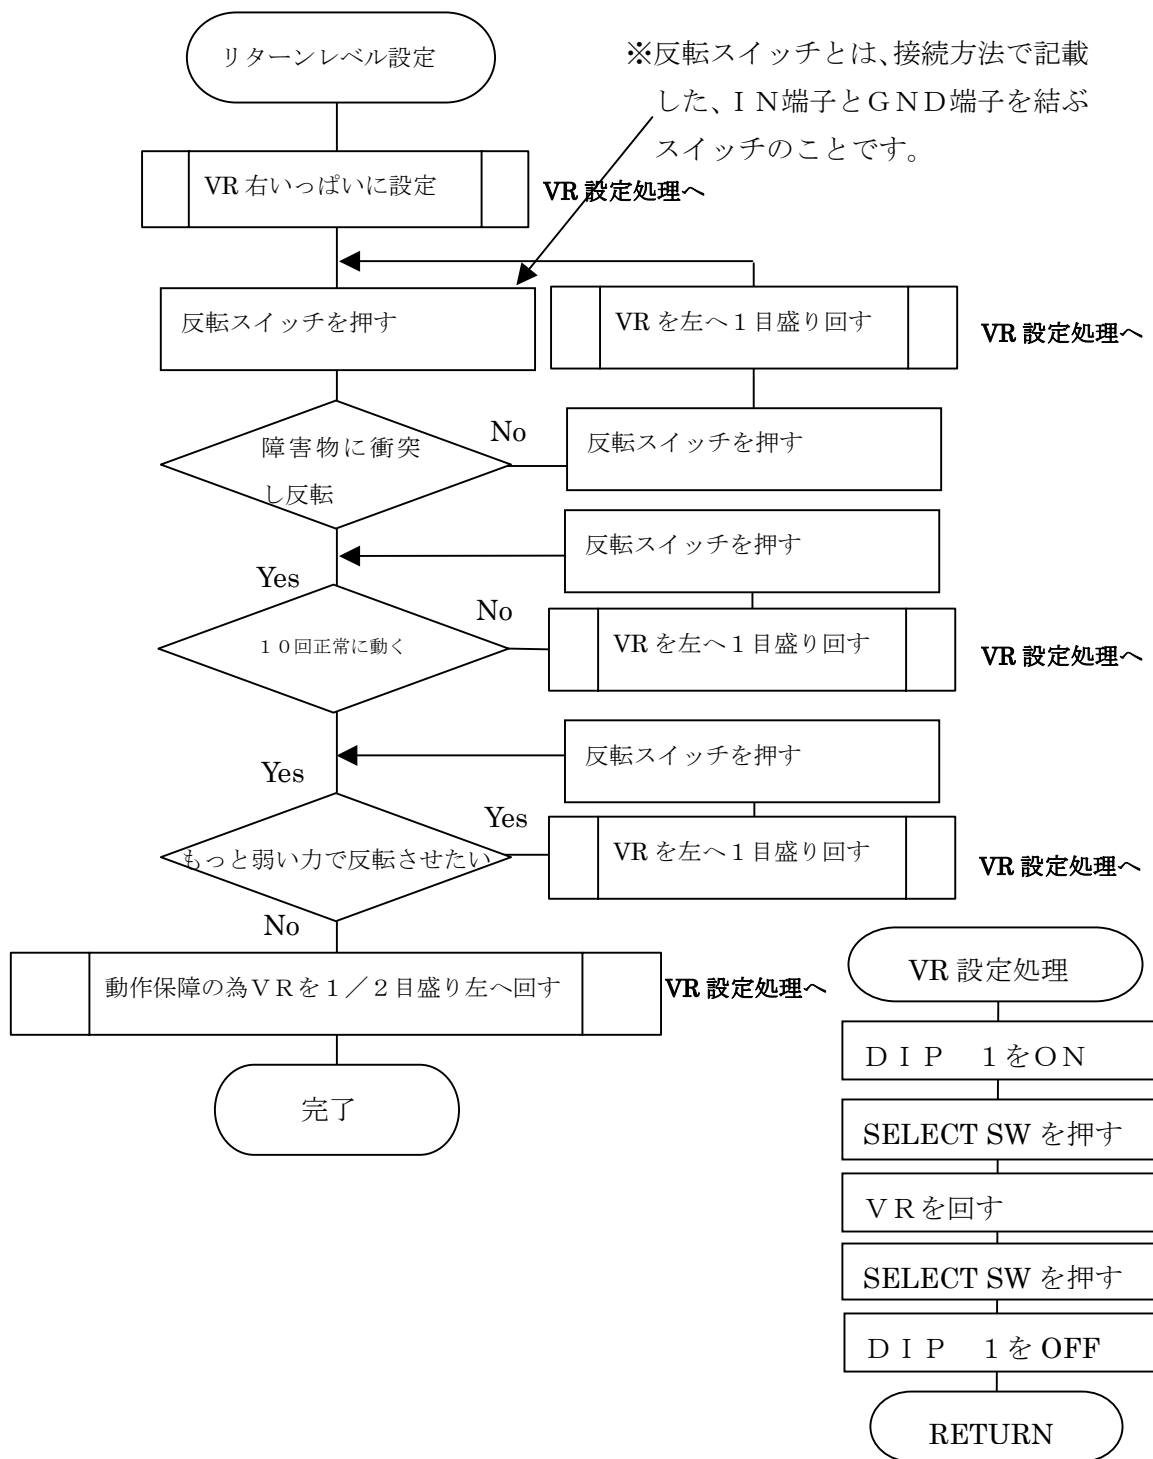 リターンレベル設定
※反転スイッチとは、接続方法で記載
した、ＩＮ端子とＧＮＤ端子を結ぶ
スイッチのことです。
VR 右いっぱいに設定
VR 設定処理へ
反転スイッチを押す
VR を左へ１目盛り回す
VR 設定処理へ
障害物に衝突
し反転
No
反転スイッチを押す
反転スイッチを押す
Yes
No
１０回正常に動く
VR を左へ１目盛り回す
VR 設定処理へ
反転スイッチを押す
Yes
Yes
もっと弱い力で反転させたい
VR を左へ１目盛り回す
VR 設定処理へ
No
動作保障の為ＶＲを１／２目盛り左へ回す
VR 設定処理へ
完了
VR 設定処理
ＤＩＰ　１をＯＮ
SELECT SW を押す
ＶＲを回す
SELECT SW を押す
ＤＩＰ　１を OFF
RETURN